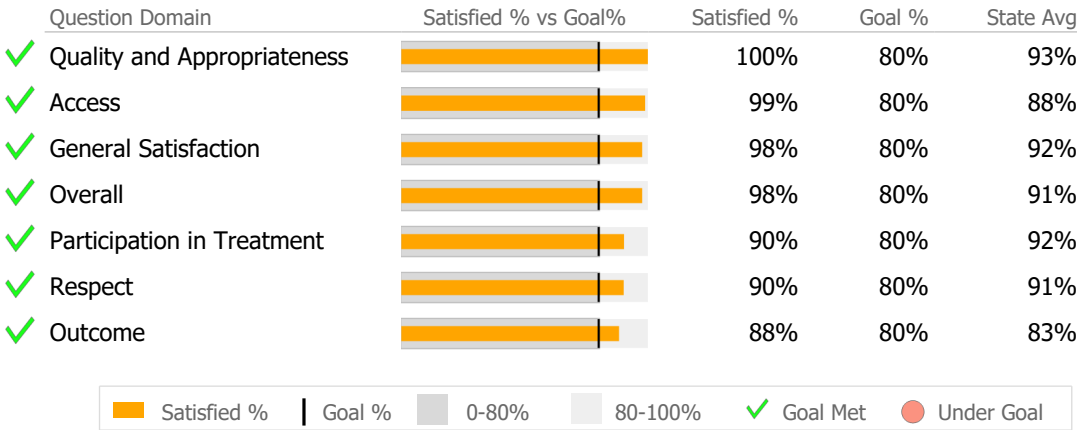 Question Domain Satisfied % vs Goal% Satisfied % Goal % State Avg
Quality and Appropriateness 100% 80% 93%
Access 99% 80% 88%
General Satisfaction 98% 80% 92%
Overall 98% 80% 91%
Participation in Treatment 90% 80% 92%
Respect 90% 80% 91%
Outcome 88% 80% 83%
Satisfied % Goal % 0-80% 80-100% Goal Met Under Goal